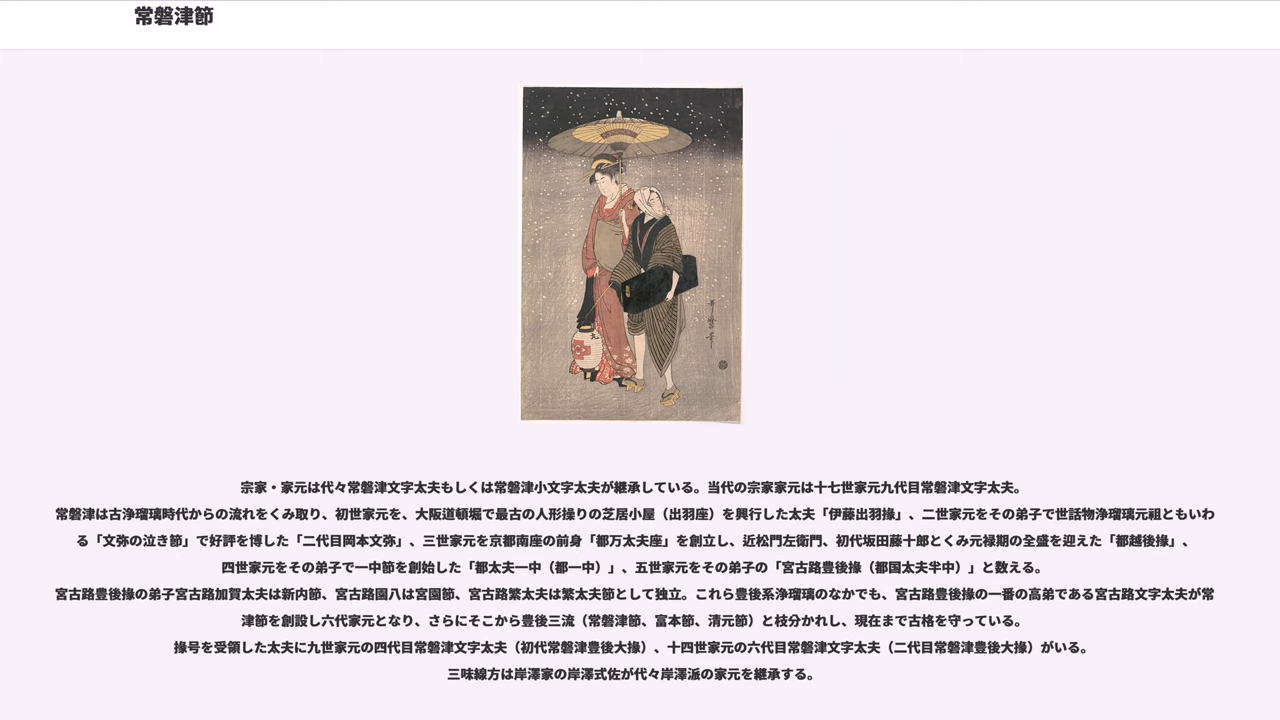 常磐津節
宗家・家元は代々常磐津文字太夫もしくは常磐津小文字太夫が継承している。当代の宗家家元は十七世家元九代目常磐津文字太夫。
常磐津は古浄瑠璃時代からの流れをくみ取り、初世家元を、大阪道頓堀で最古の人形操りの芝居小屋（出羽座）を興行した太夫「伊藤出羽掾」、二世家元をその弟子で世話物浄瑠璃元祖ともいわ
る「文弥の泣き節」で好評を博した「二代目岡本文弥」、三世家元を京都南座の前身「都万太夫座」を創立し、近松門左衛門、初代坂田藤十郎とくみ元禄期の全盛を迎えた「都越後掾」、
四世家元をその弟子で一中節を創始した「都太夫一中（都一中）」、五世家元をその弟子の「宮古路豊後掾（都国太夫半中）」と数える。
宮古路豊後掾の弟子宮古路加賀太夫は新内節、宮古路園八は宮園節、宮古路繁太夫は繁太夫節として独立。これら豊後系浄瑠璃のなかでも、宮古路豊後掾の一番の高弟である宮古路文字太夫が常
津節を創設し六代家元となり、さらにそこから豊後三流（常磐津節、富本節、清元節）と枝分かれし、現在まで古格を守っている。
掾号を受領した太夫に九世家元の四代目常磐津文字太夫（初代常磐津豊後大掾）、十四世家元の六代目常磐津文字太夫（二代目常磐津豊後大掾）がいる。
三味線方は岸澤家の岸澤式佐が代々岸澤派の家元を継承する。